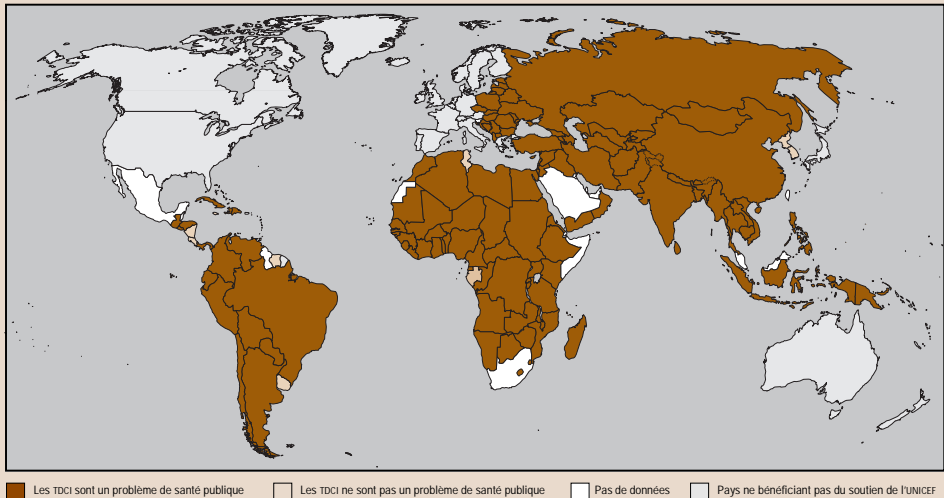 Les TDCI sont un problème de santé publique Les TDCI ne sont pas un problème de santé publique Pas de données Pays ne bénéficiant pas du soutien de l'UNICEF